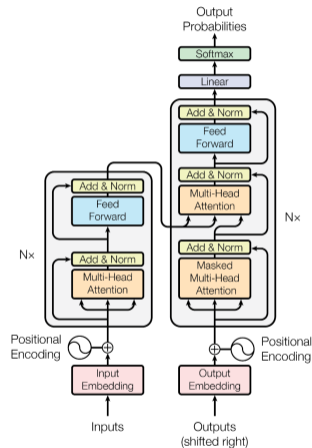 Output
Probabilities
Softmax
Linear
Add & Norm
Feed
Forward
Add & Norm
Multi-Head
Attention
Add & Norm
Masked
Multi-Head
Attention
N×
Positional
Encoding
Output
Embedding
Outputs
(shifted right)
Add & Norm
Feed
Forward
Add & Norm
Multi-Head
Attention
N×
Positional
Encoding
Input
Embedding
Inputs